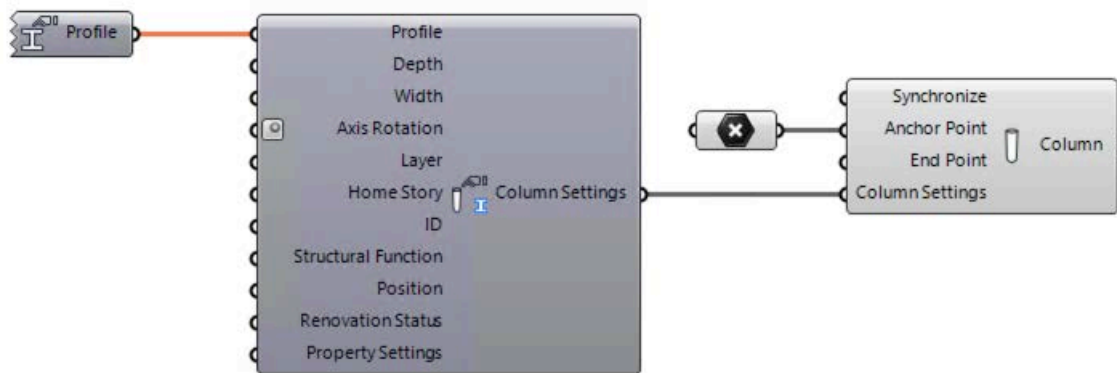 Profile
Profile
Depth
Width
Axis Rotation
Layer
Home Story
ID
Structural Function
Position
Renovation Status
Property Settings
Column Settings
Synchronize
Anchor Point
End Point
Column Settings
Column